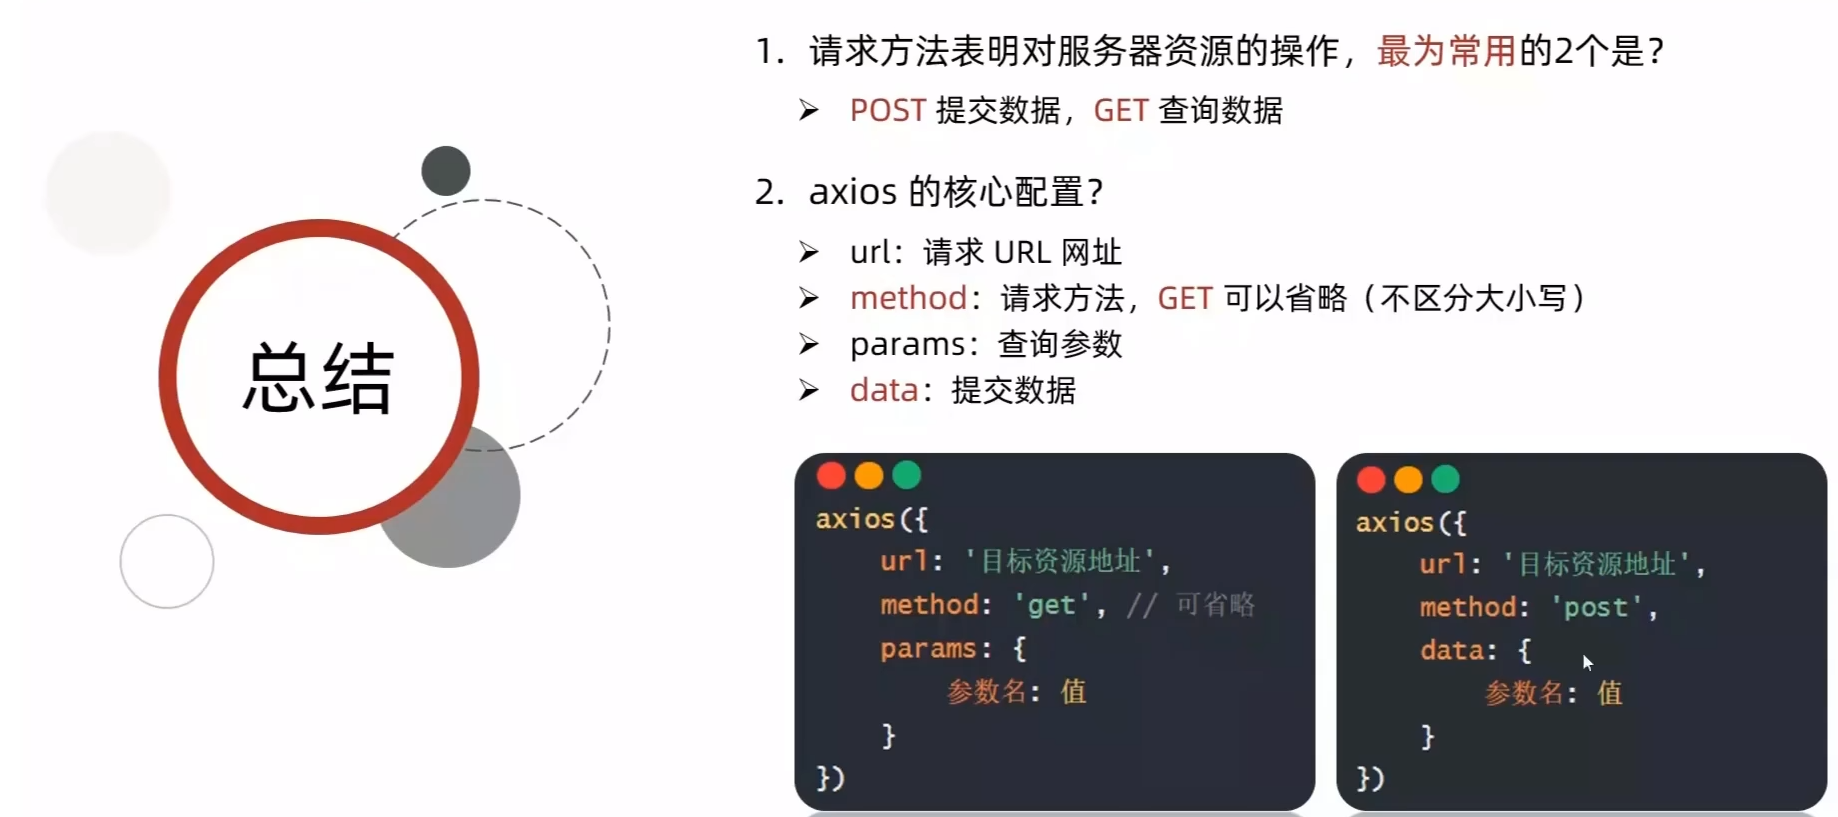 总结
1. 请求方法表明对服务器资源的操作，最为常用的2个是？
➢ POST 提交数据，GET 查询数据
2. axios 的核心配置？
➢ url：请求 URL 网址
➢ method：请求方法，GET 可以省略（不区分大小写）
➢ params：查询参数
➢ data：提交数据
axios({
url: '目标资源地址',
method: 'get', // 可省略
params: {
参数名: 值
}
})
axios({
url: '目标资源地址',
method: 'post',
data: {
参数名: 值
}
})